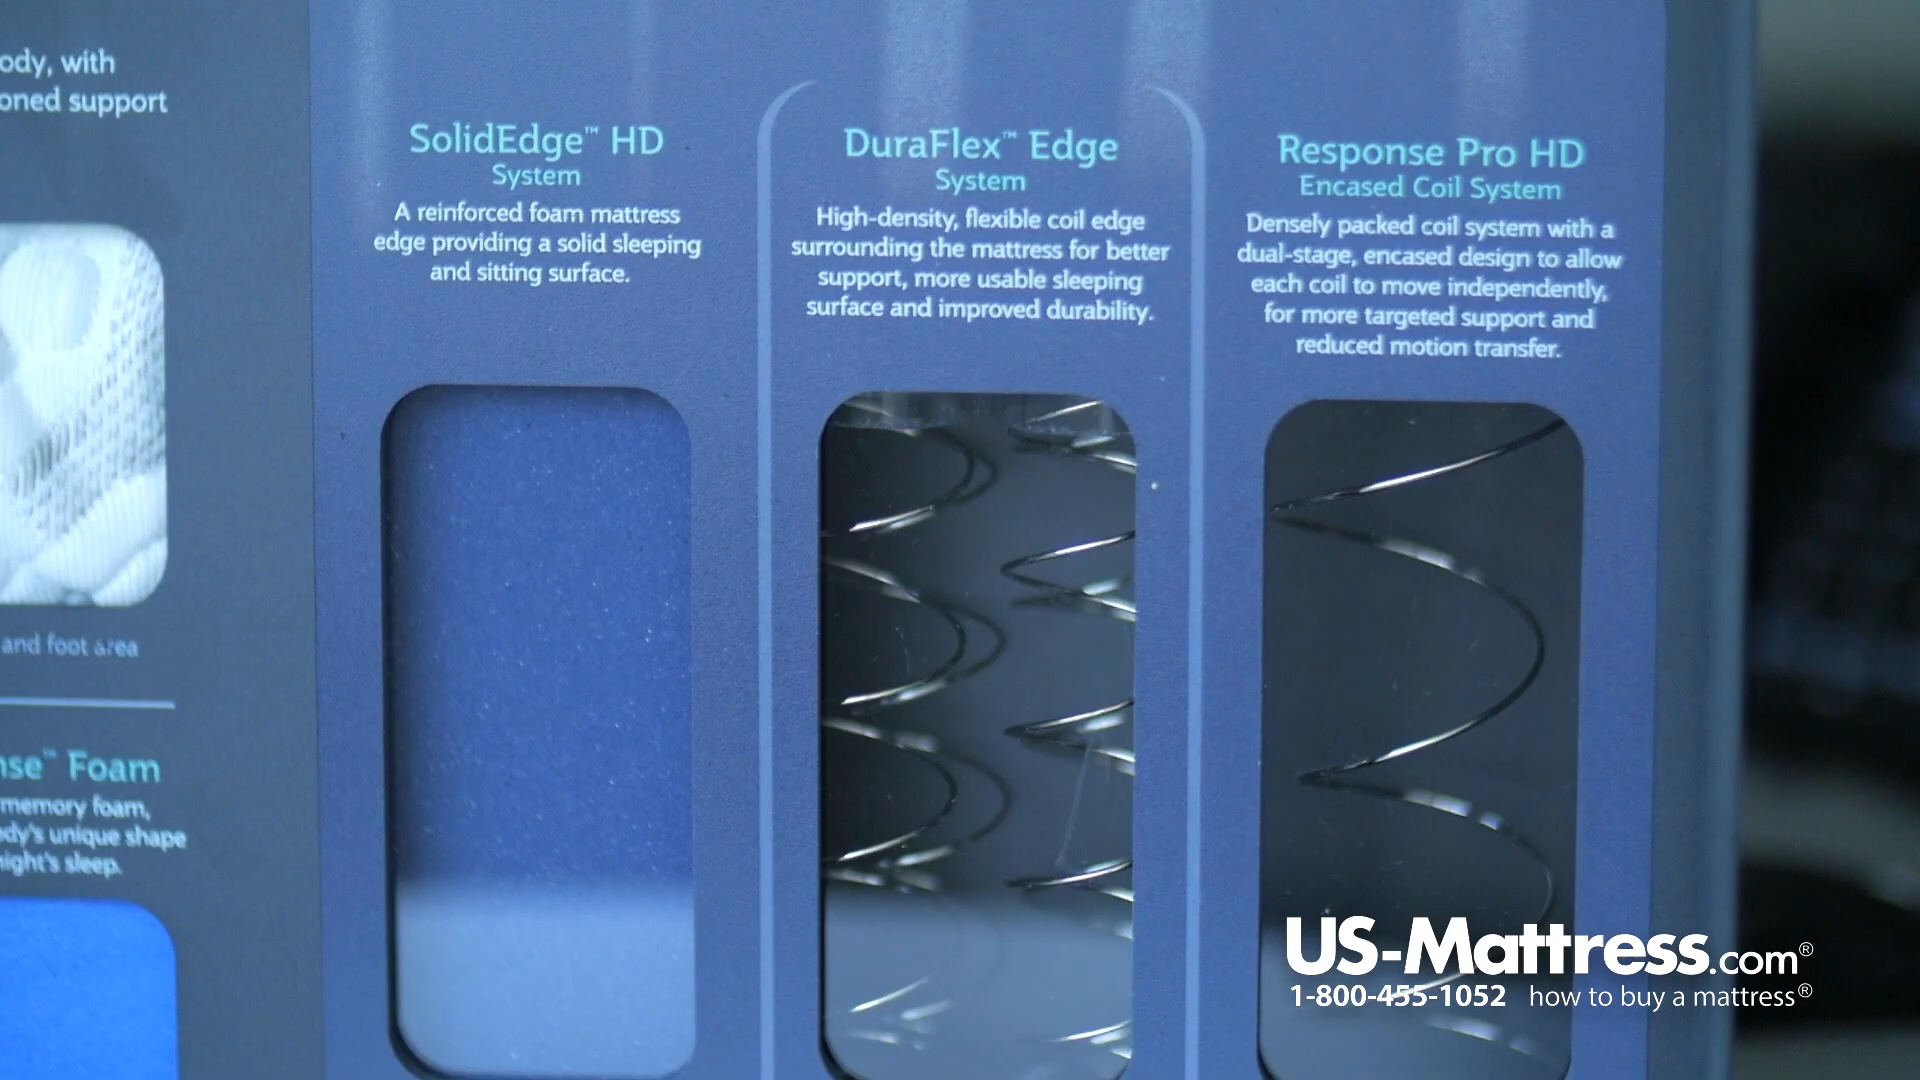 ody, with
oned support
and foot area
nse™ Foam
memory foam,
ody's unique shape
night's sleep.
SolidEdge™ HD
System
A reinforced foam mattress
edge providing a solid sleeping
and sitting surface.
DuraFlex™ Edge
System
High-density, flexible coil edge
surrounding the mattress for better
support, more usable sleeping
surface and improved durability.
Response Pro HD
Encased Coil System
Densely packed coil system with a
dual-stage, encased design to allow
each coil to move independently,
for more targeted support and
reduced motion transfer.
US-Mattress.com®
1-800-455-1052 how to buy a mattress®